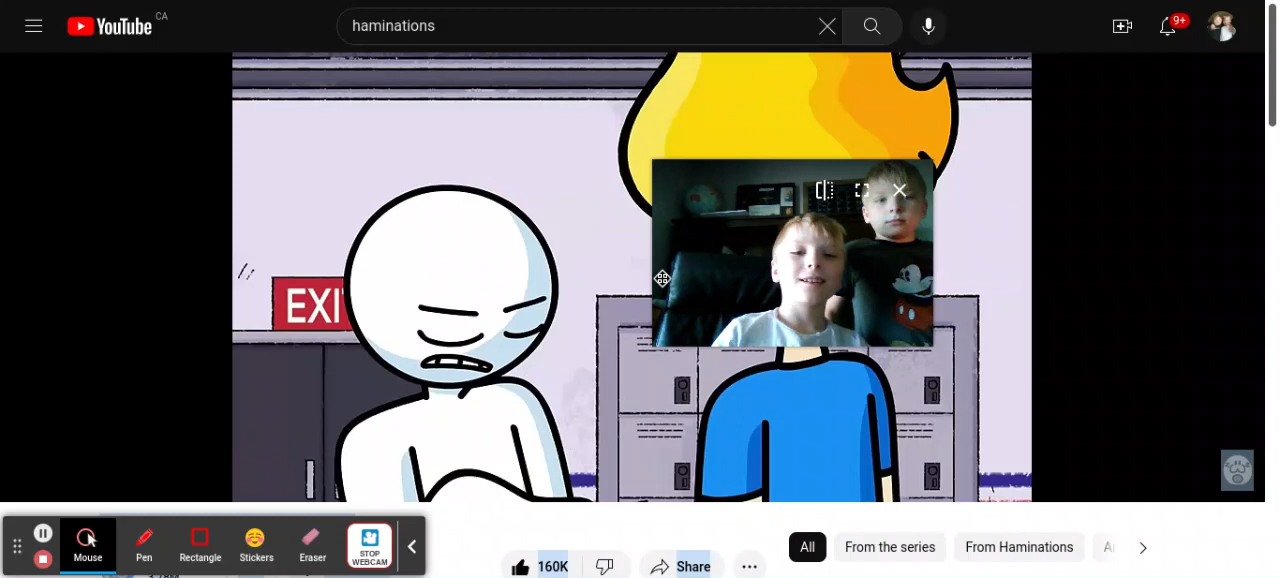 YouTube CA
haminations
9+
EXI
Mouse
Pen
Rectangle
Stickers
Eraser
STOP
WEBCAM
160K
Share
All
From the series
From Haminations